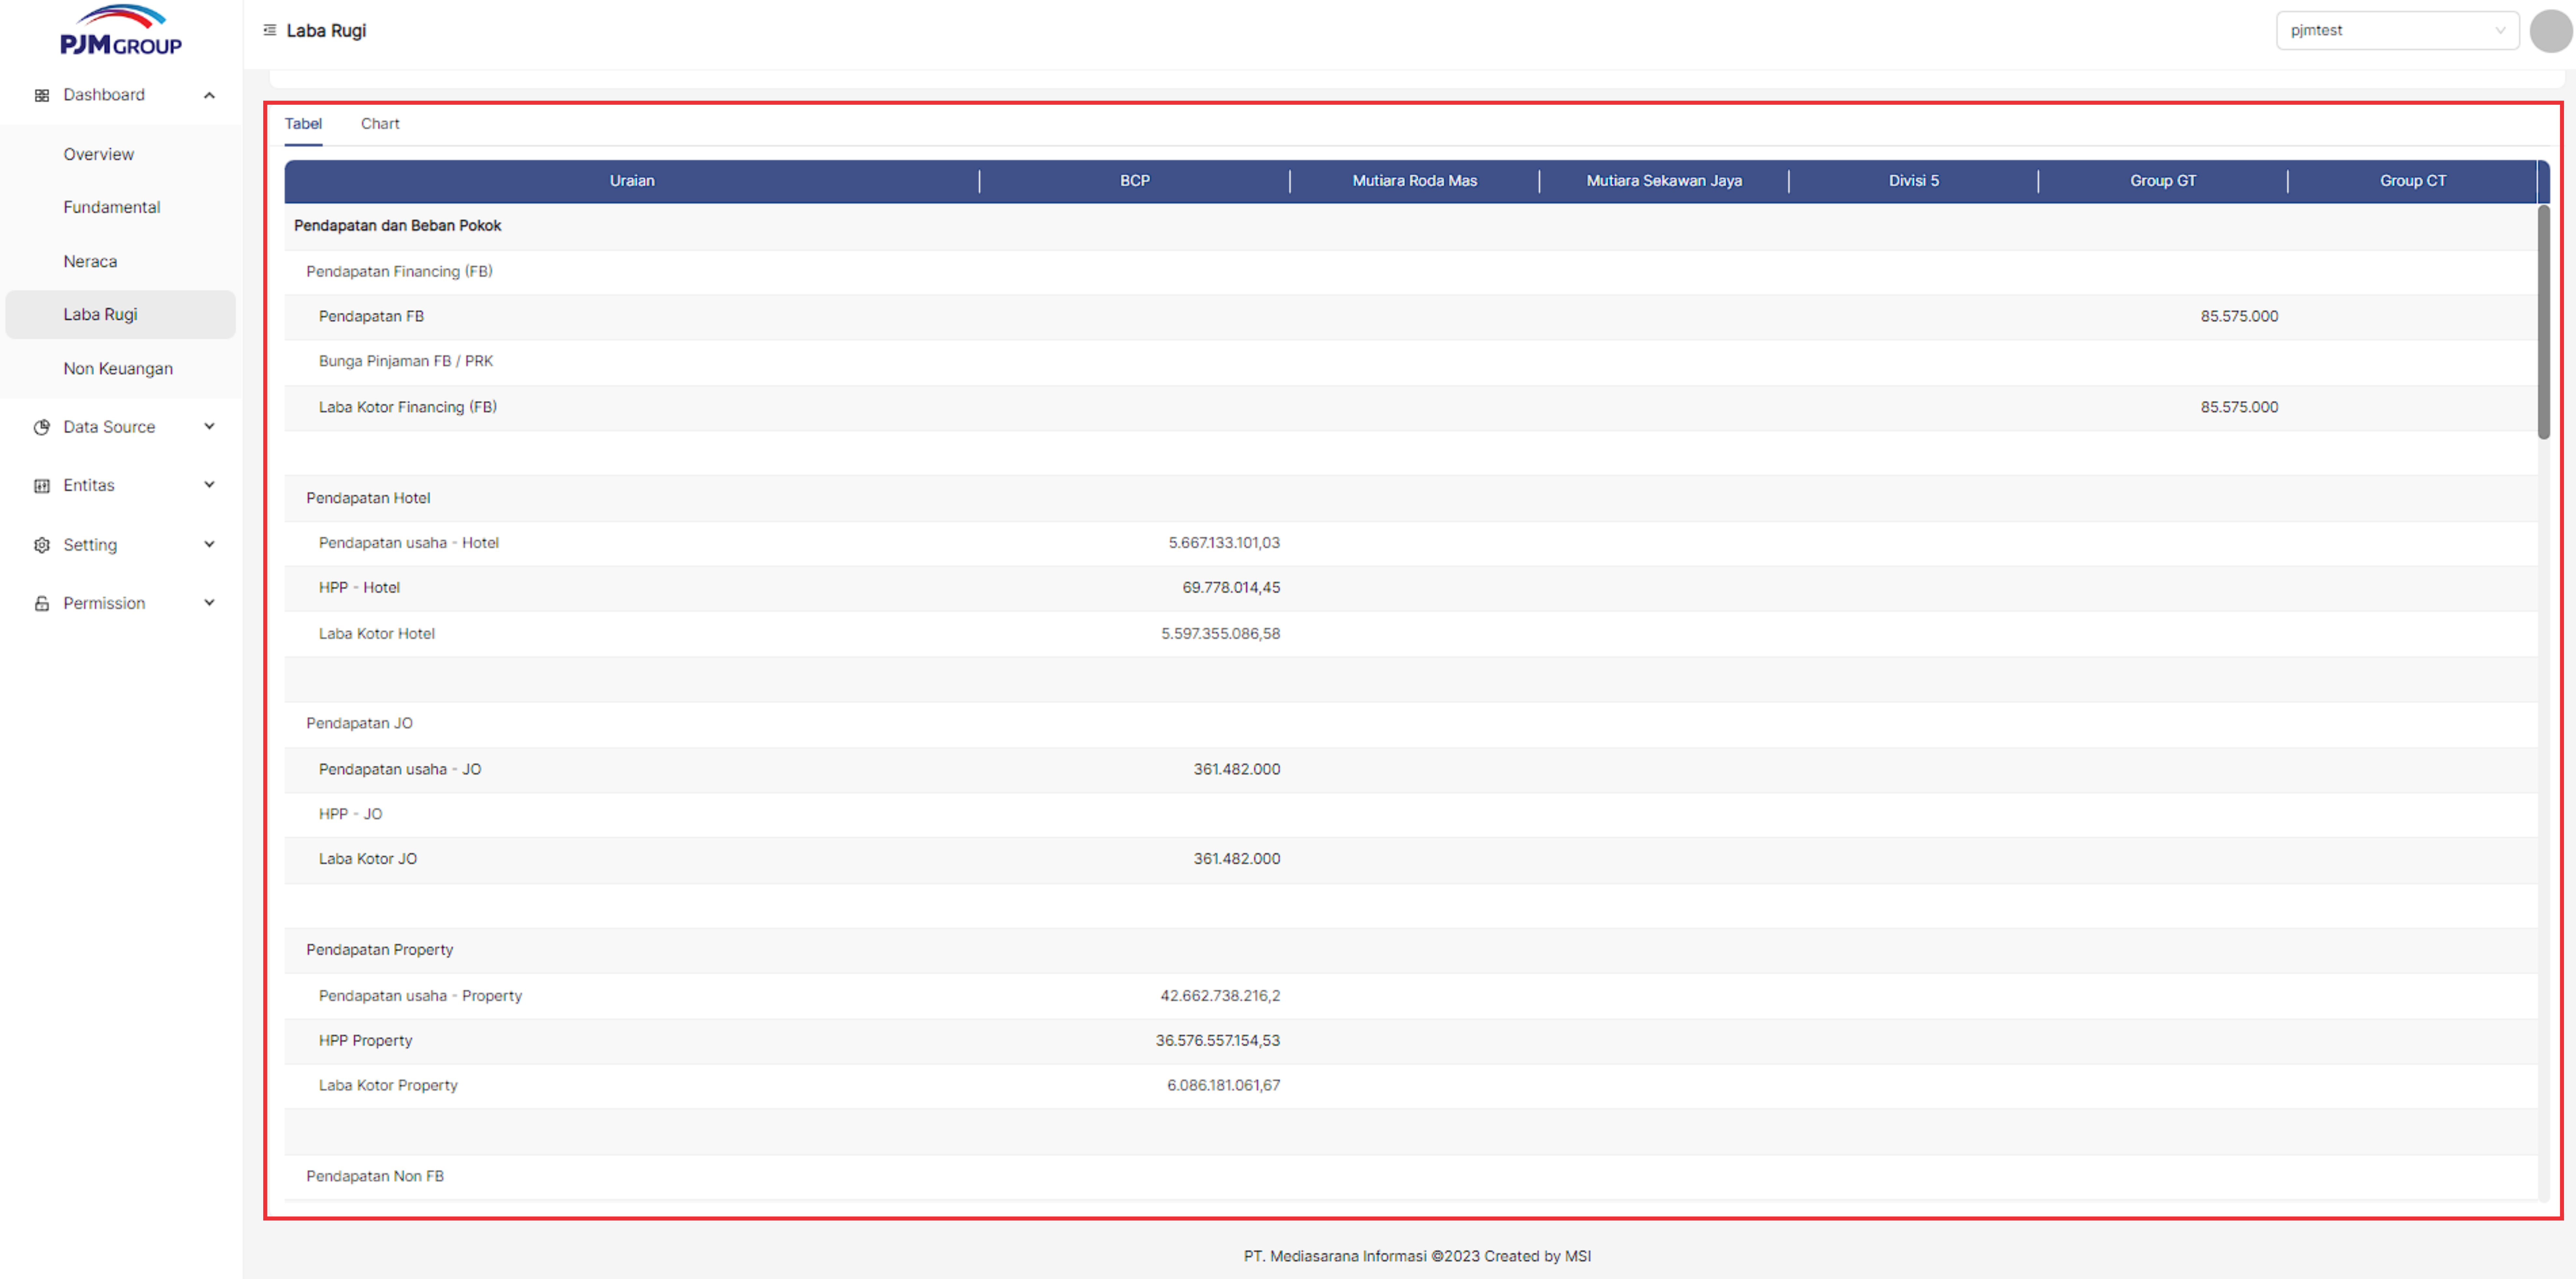 PJM GROUP
Laba Rugi
pjmtest
Dashboard
Overview
Fundamental
Neraca
Laba Rugi
Non Keuangan
Data Source
Entitas
Setting
Permission
Tabel Chart
Uraian BCP Mutiara Roda Mas Mutiara Sekawan Jaya Divisi 5 Group GT Group CT
Pendapatan dan Beban Pokok
Pendapatan Financing (FB)
Pendapatan FB 85.575.000
Bunga Pinjaman FB / PRK
Laba Kotor Financing (FB) 85.575.000
Pendapatan Hotel
Pendapatan usaha - Hotel 5.667.133.101,03
HPP - Hotel 69.778.014,45
Laba Kotor Hotel 5.597.355.086,58
Pendapatan JO
Pendapatan usaha - JO 361.482.000
HPP - JO
Laba Kotor JO 361.482.000
Pendapatan Property
Pendapatan usaha - Property 42.662.738.216,2
HPP Property 36.576.557.154,53
Laba Kotor Property 6.086.181.061,67
Pendapatan Non FB
PT. Mediasarana Informasi ©2023 Created by MSI